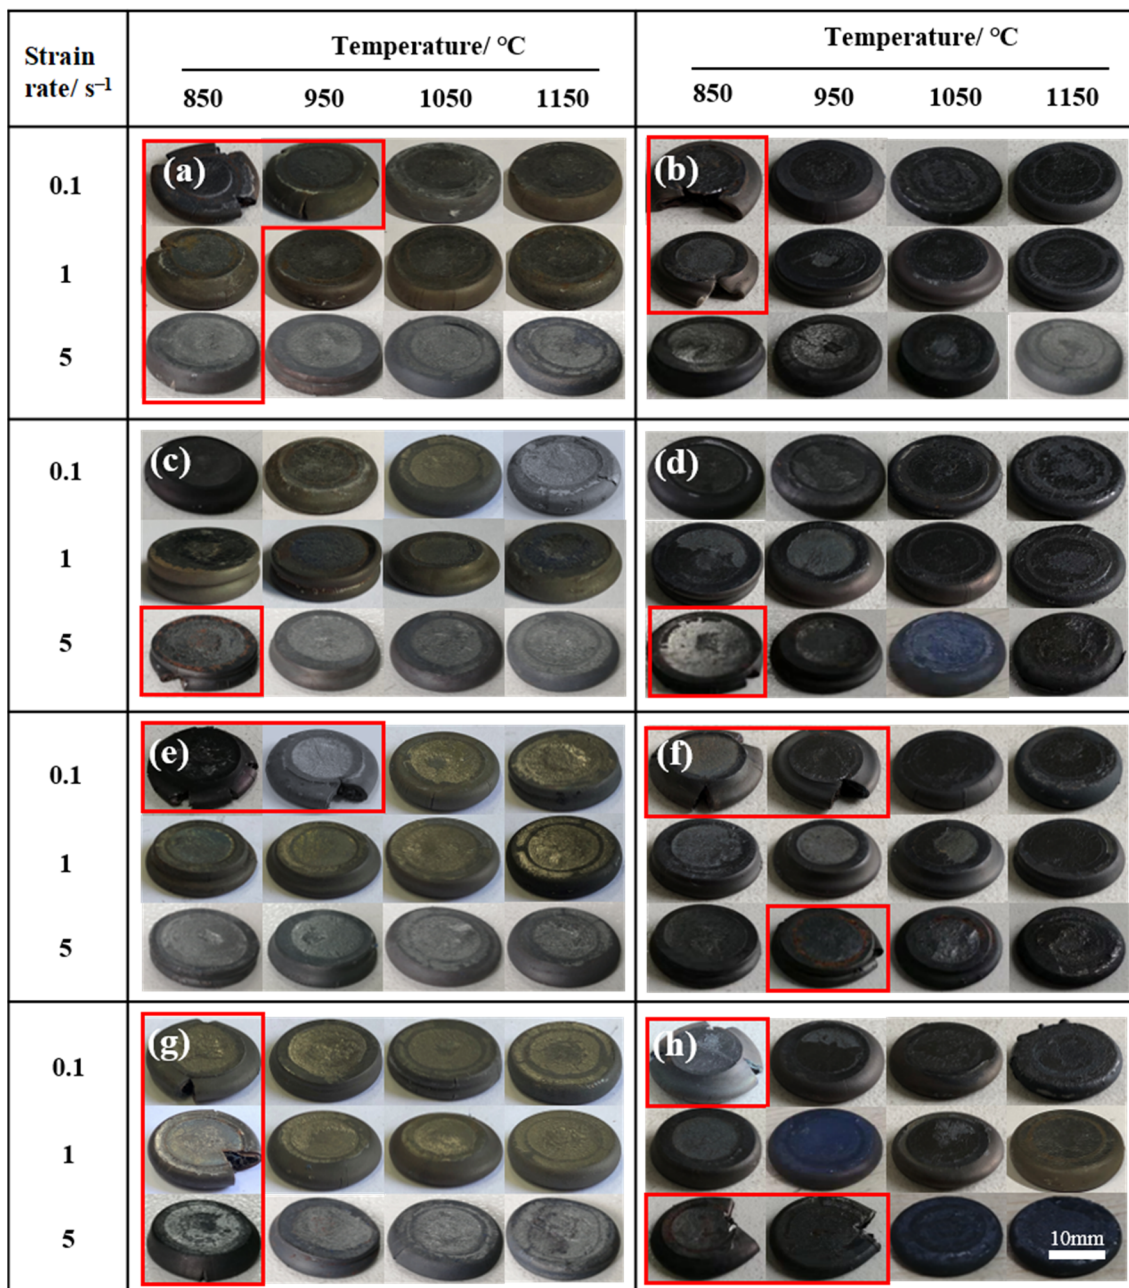 Strain
rate/ s⁻¹
Temperature/ °C
850 950 1050 1150
Temperature/ °C
850 950 1050 1150
0.1
1
5
(a)
(b)
0.1
1
5
(c)
(d)
0.1
1
5
(e)
(f)
0.1
1
5
(g)
(h)
10mm